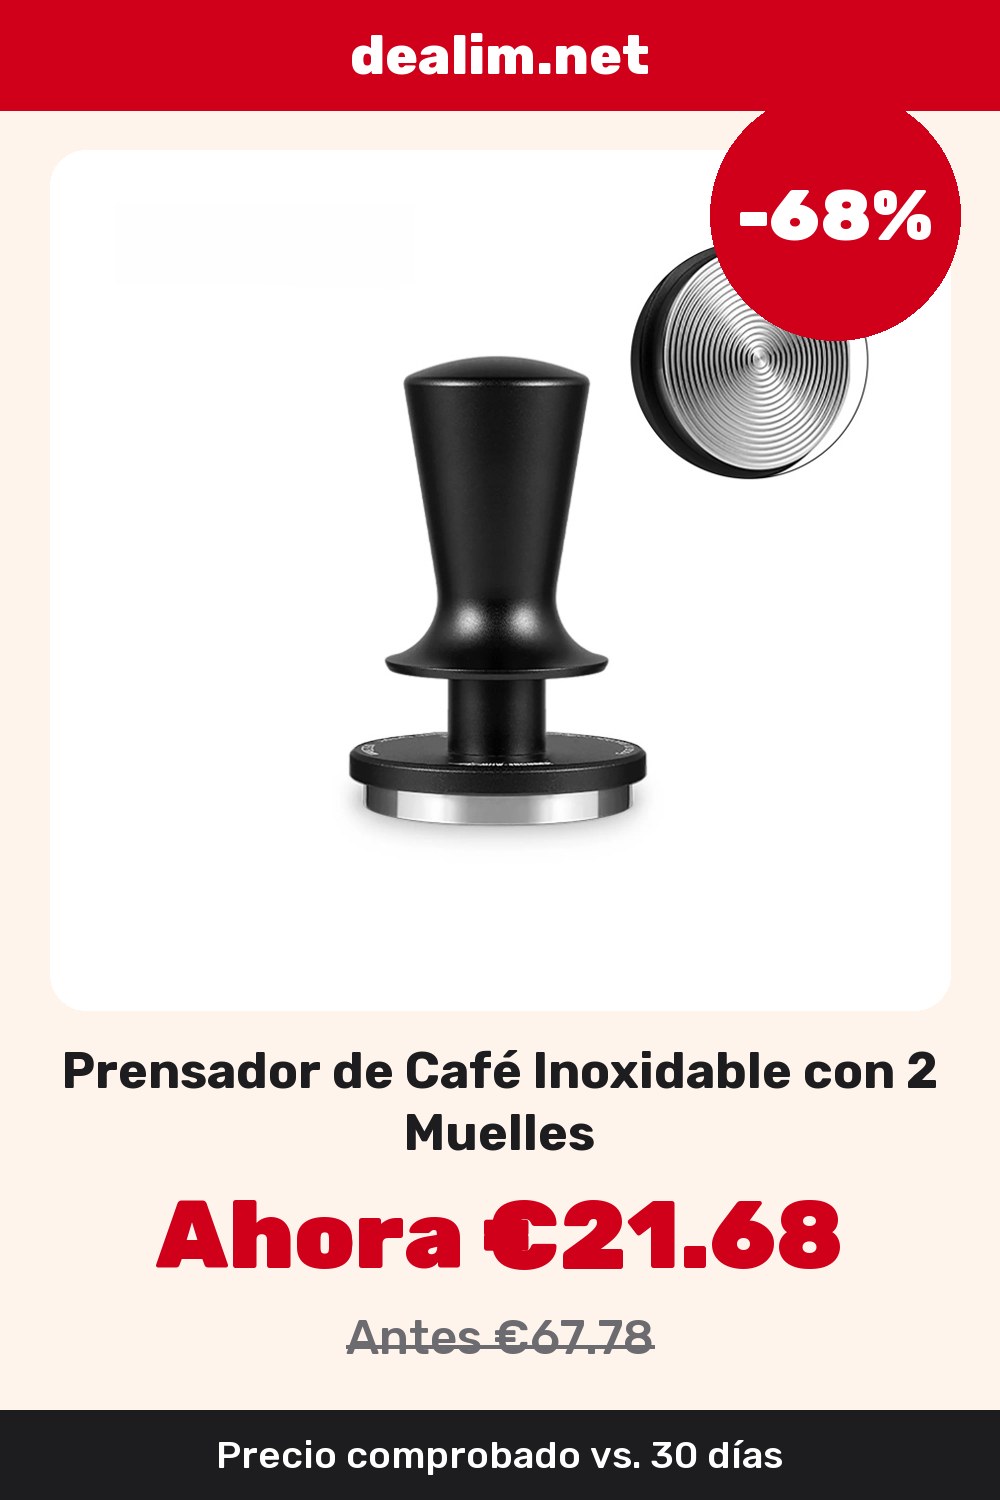 dealim.net
-68%
Prensador de Café Inoxidable con 2
Muelles
Ahora €21.68
Antes €67.78
Precio comprobado vs. 30 días